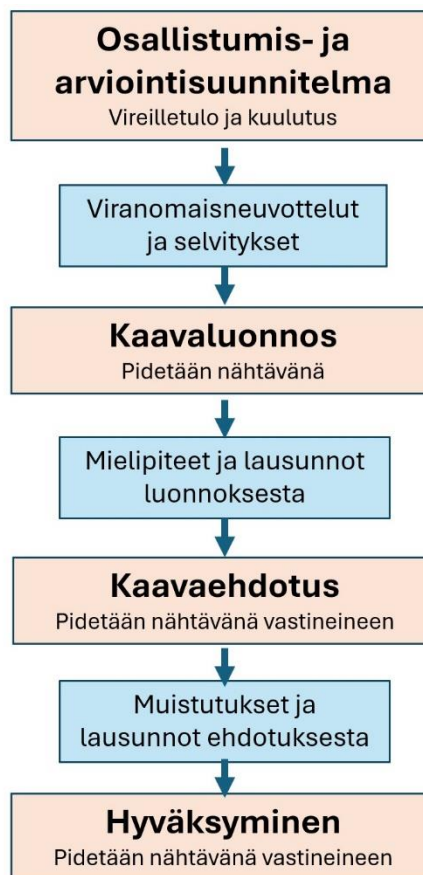 Osallistumis- ja
arviointisuunnitelma
Vireilletulo ja kuulutus
Viranomaisneuvottelut
ja selvitykset
Kaavaluonnos
Pidetään nähtävänä
Mielipiteet ja lausunnot
luonnoksesta
Kaavaehdotus
Pidetään nähtävänä vastineineen
Muistutukset ja
lausunnot ehdotuksesta
Hyväksyminen
Pidetään nähtävänä vastineineen